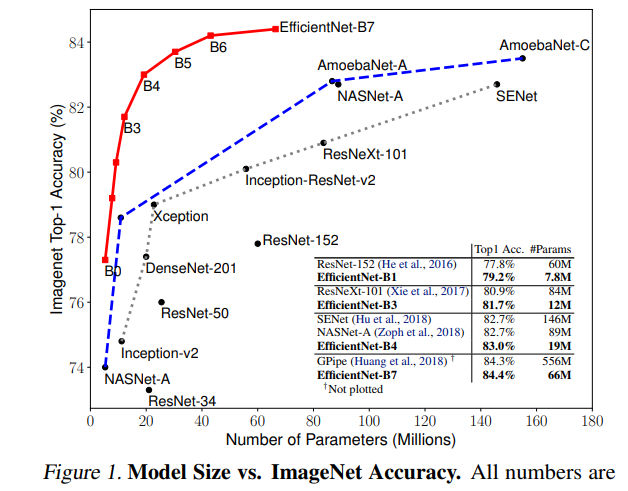 84
82
80
78
76
74
0
20
40
60
80
100
120
140
160
180
Number of Parameters (Millions)
Imagenet Top-1 Accuracy (%)
EfficientNet-B7
B6
B5
B4
B3
B0
AmoebaNet-A
AmoebaNet-C
NASNet-A
SENet
ResNeXt-101
Inception-ResNet-v2
Xception
ResNet-152
DenseNet-201
ResNet-50
Inception-v2
NASNet-A
ResNet-34
Top1 Acc. #Params
ResNet-152 (He et al., 2016) 77.8% 60M
EfficientNet-B1 79.2% 7.8M
ResNeXt-101 (Xie et al., 2017) 80.9% 84M
EfficientNet-B3 81.7% 12M
SENet (Hu et al., 2018) 82.7% 146M
NASNet-A (Zoph et al., 2018) 82.7% 89M
EfficientNet-B4 83.0% 19M
GPipe (Huang et al., 2018) † 84.3% 556M
EfficientNet-B7 84.4% 66M
†Not plotted
Figure 1. Model Size vs. ImageNet Accuracy. All numbers are